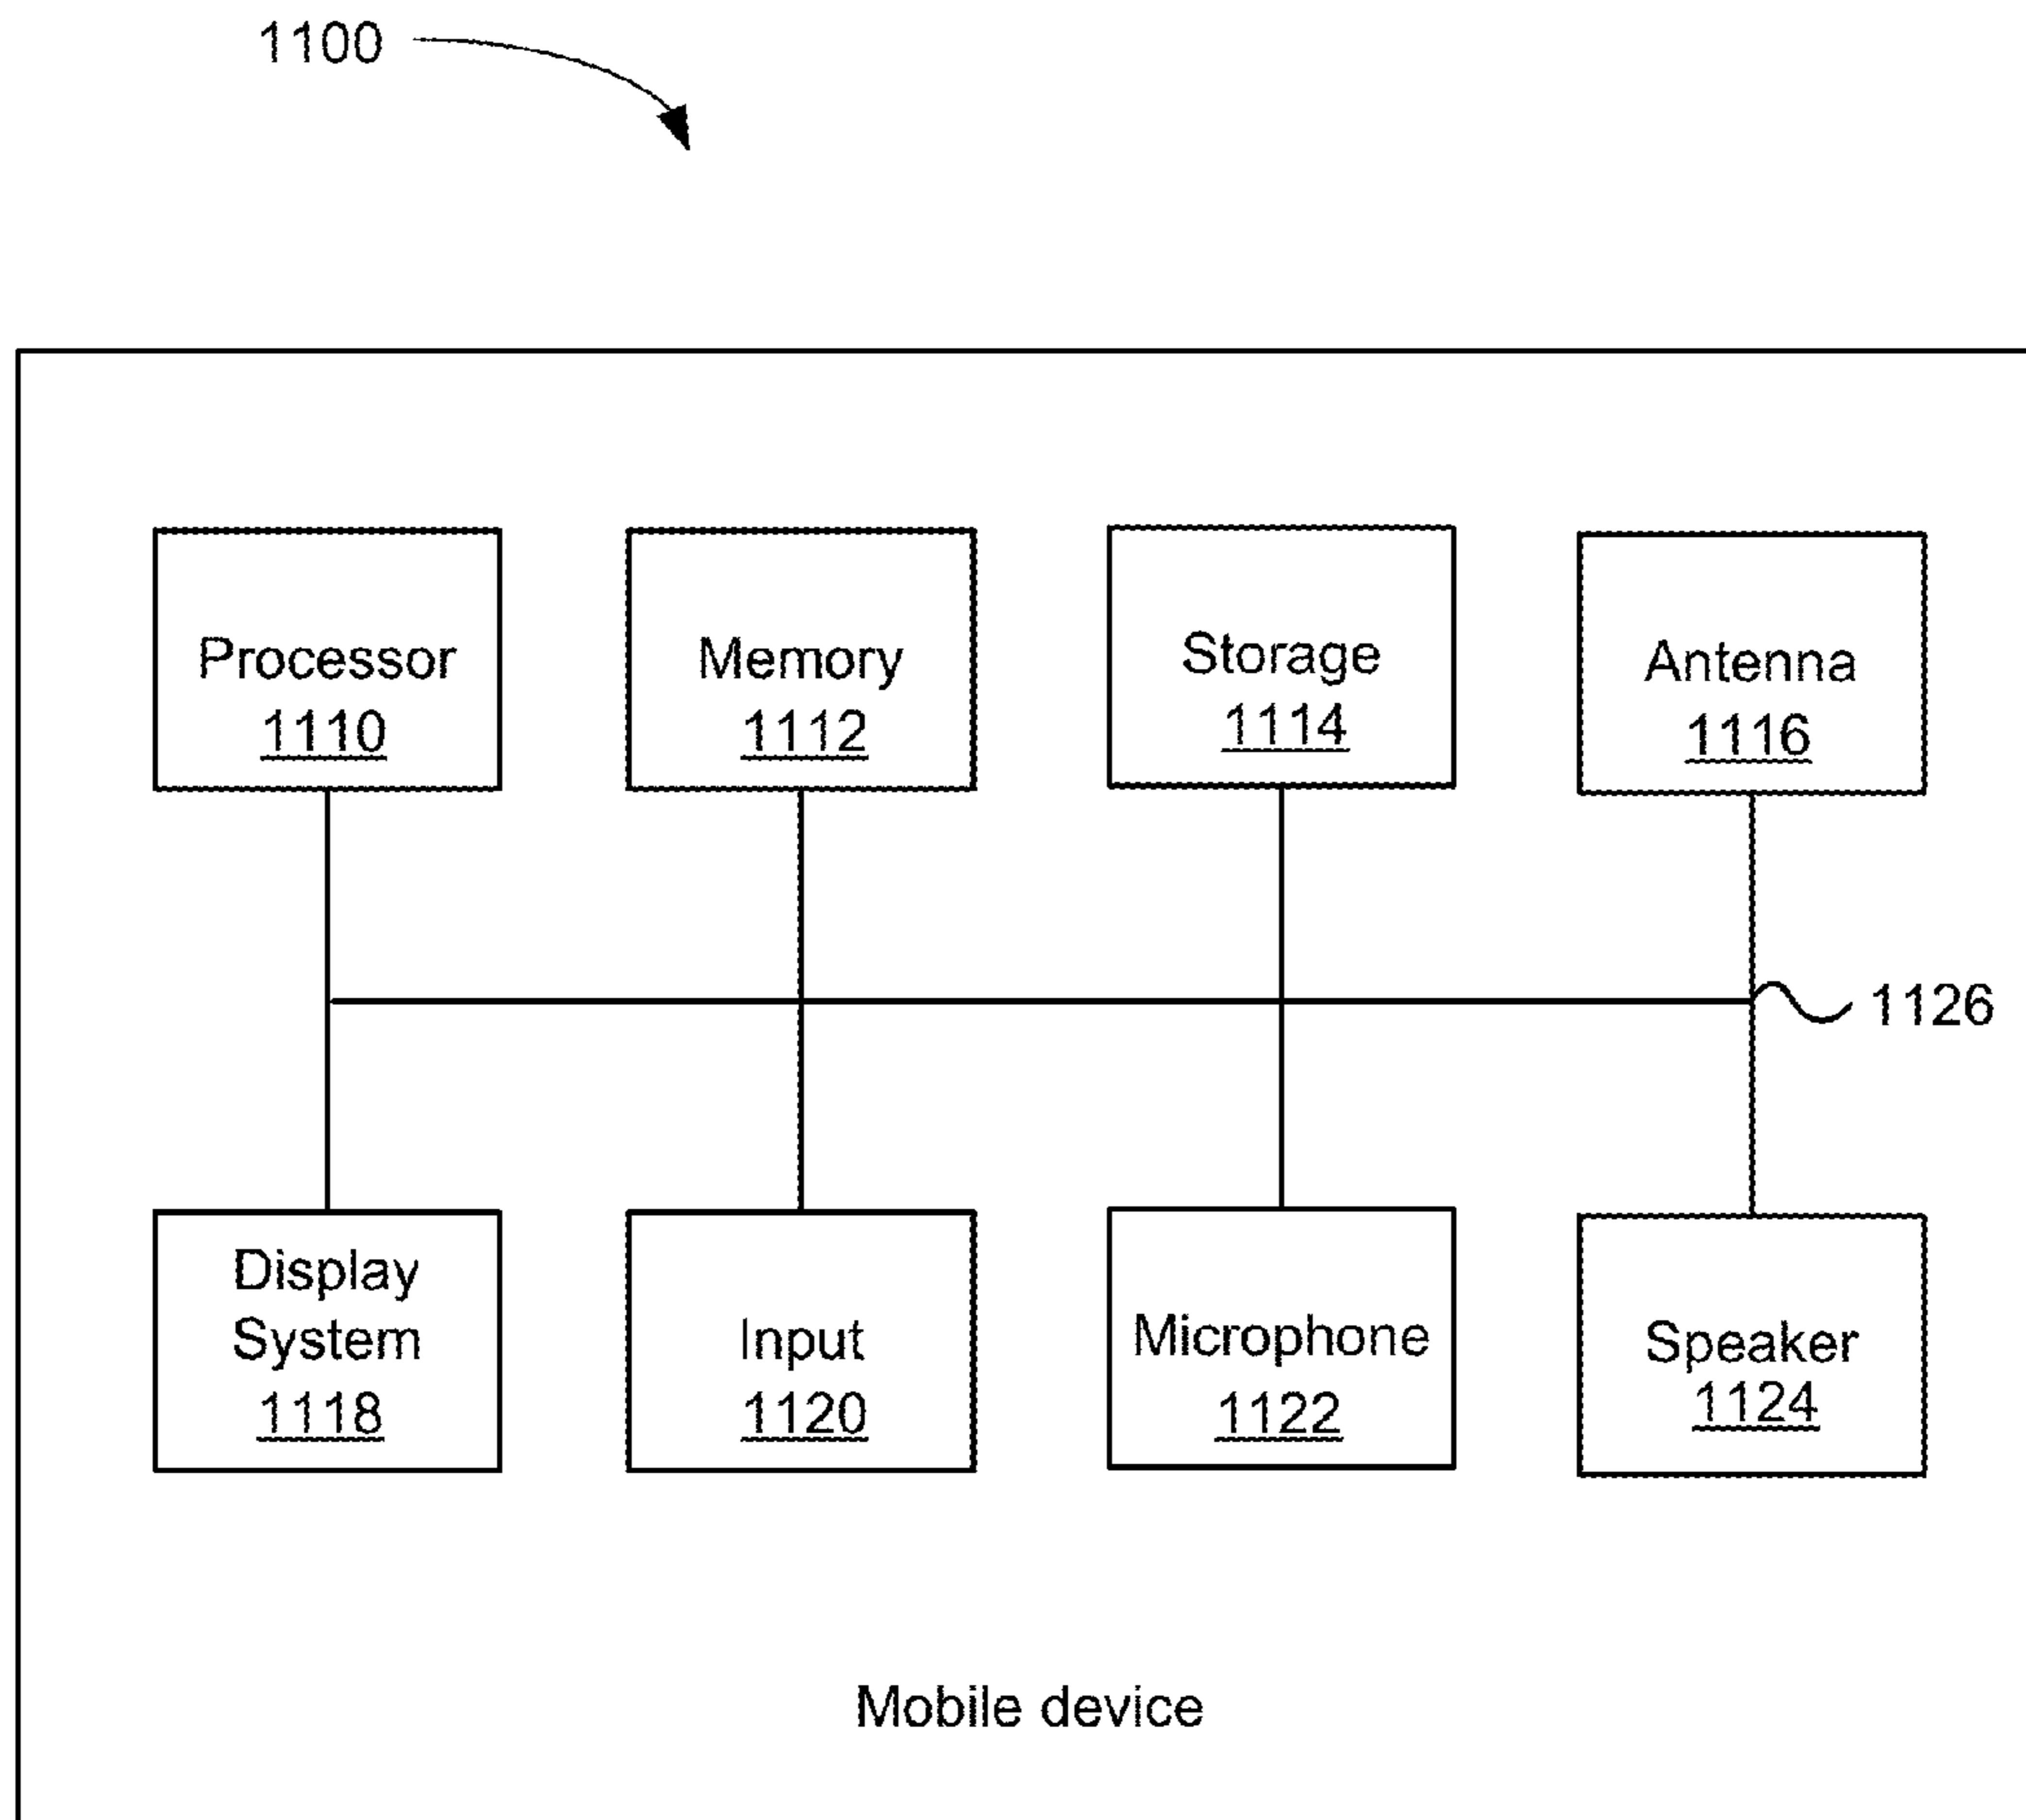 1100
Processor
1110
Memory
1112
Storage
1114
Antenna
1116
1126
Display
System
1118
Input
1120
Microphone
1122
Speaker
1124
Mobile device